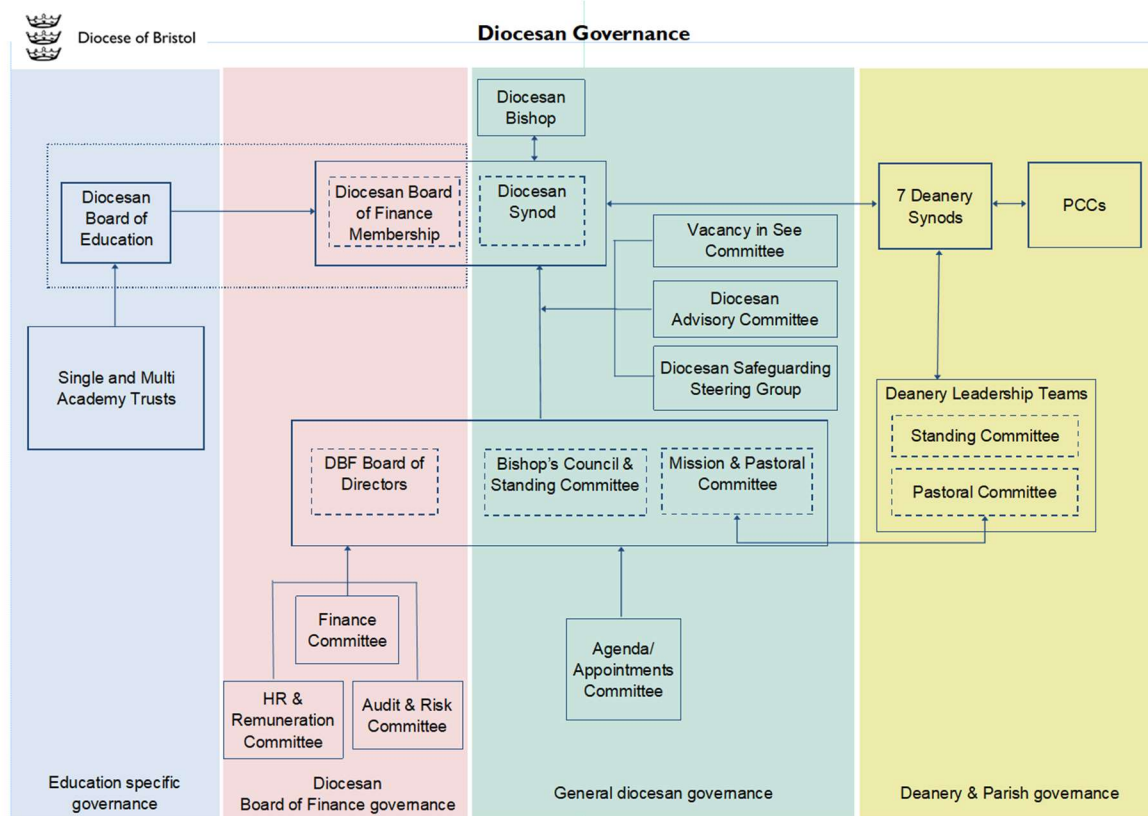 Diocese of Bristol
Diocesan Governance
Diocesan
Bishop
Diocesan
Board of
Education
Diocesan Board
of Finance
Membership
Diocesan
Synod
7 Deanery
Synods
PCCs
Vacancy in See
Committee
Diocesan
Advisory Committee
Diocesan Safeguarding
Steering Group
Single and Multi
Academy Trusts
Deanery Leadership Teams
Standing Committee
Pastoral Committee
DBF Board of
Directors
Bishop's Council &
Standing Committee
Mission & Pastoral
Committee
Finance
Committee
HR &
Remuneration
Committee
Audit & Risk
Committee
Agenda/
Appointments
Committee
Education specific
governance
Diocesan
Board of Finance governance
General diocesan governance
Deanery & Parish governance